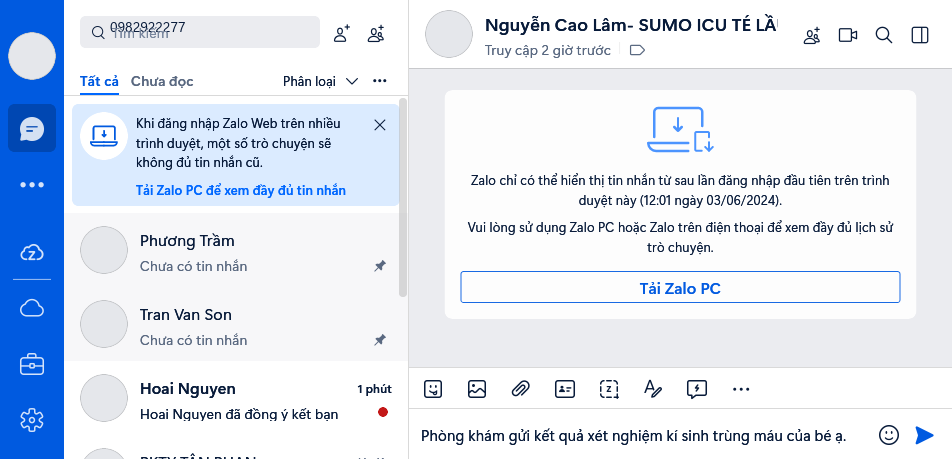 0982922277
Tìm kiếm
Tất cả Chưa đọc Phân loại
Khi đăng nhập Zalo Web trên nhiều
trình duyệt, một số trò chuyện sẽ
không đủ tin nhắn cũ.
Tải Zalo PC để xem đầy đủ tin nhắn
Phương Trầm
Chưa có tin nhắn
Tran Van Son
Chưa có tin nhắn
Hoai Nguyen 1 phút
Hoai Nguyen đã đồng ý kết bạn
Nguyễn Cao Lâm- SUMO ICU TÉ LẦ
Truy cập 2 giờ trước
Zalo chỉ có thể hiển thị tin nhắn từ sau lần đăng nhập đầu tiên trên trình
duyệt này (12:01 ngày 03/06/2024).
Vui lòng sử dụng Zalo PC hoặc Zalo trên điện thoại để xem đầy đủ lịch sử
trò chuyện.
Tải Zalo PC
Phòng khám gửi kết quả xét nghiệm kí sinh trùng máu của bé ạ.